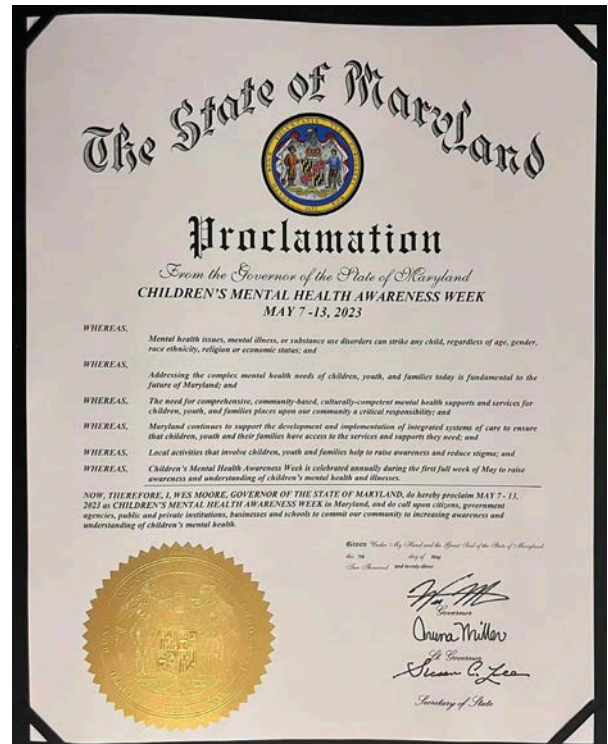 The State of Maryland
Proclamation
From the Governor of the State of Maryland
CHILDREN'S MENTAL HEALTH AWARENESS WEEK
MAY 7 -13, 2023
WHEREAS,
Mental health issues, mental illness, or substance use disorders can strike any child, regardless of age, gender,
race ethnicity, religion or economic status; and
WHEREAS,
Addressing the complex mental health needs of children, youth, and families today is fundamental to the
future of Maryland; and
WHEREAS, The need for comprehensive, community-based, culturally-competent mental health supports and services for
children, youth, and families places upon our community a critical responsibility; and
WHEREAS, Maryland continues to support the development and implementation of integrated systems of care to ensure
that children, youth and their families have access to the services and supports they need; and
WHEREAS, Local activities that involve children, youth and families help to raise awareness and reduce stigma; and
WHEREAS, Children's Mental Health Awareness Week is celebrated annually during the first full week of May to raise
awareness and understanding of children's mental health and illnesses.
NOW, THEREFORE, I, WES MOORE, GOVERNOR OF THE STATE OF MARYLAND, do hereby proclaim MAY 7 - 13,
2023 as CHILDREN'S MENTAL HEALTH AWARENESS WEEK in Maryland, and do call upon citizens, government
agencies, public and private institutions, businesses and schools to commit our community to increasing awareness and
understanding of children's mental health.
Given Under My Hand and the Great Seal of the State of Maryland,
this 7th day of May
Two Thousand and twenty-three
Governor
Aruna Miller
Lt. Governor
Susan C. Lee
Secretary of State